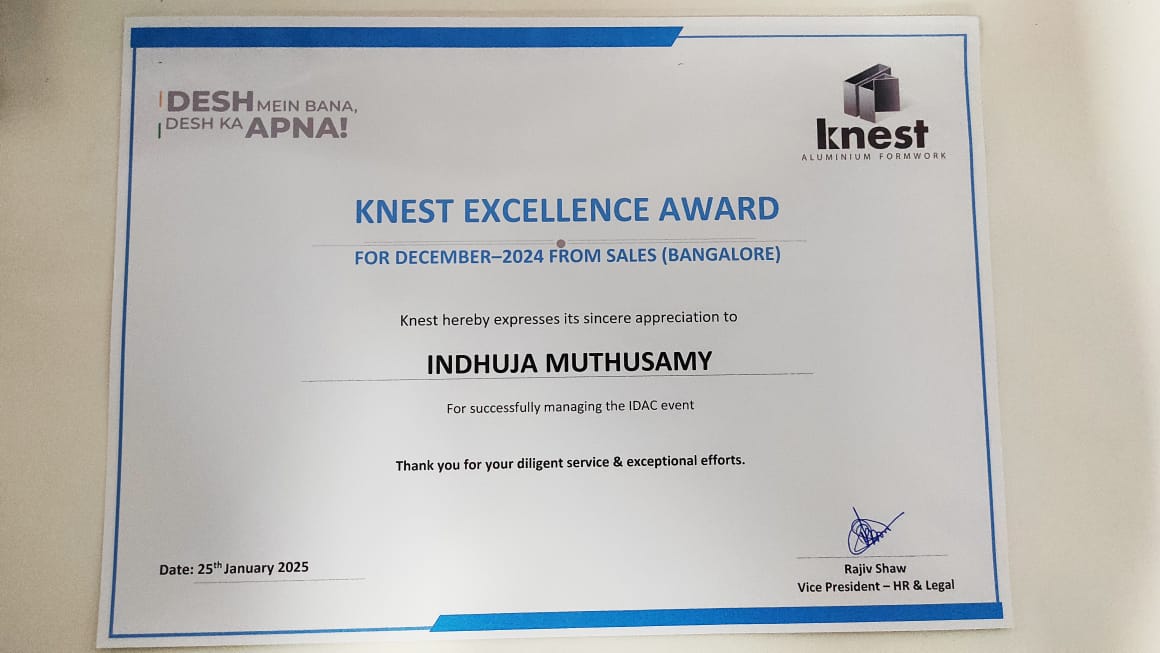 DESH MEIN BANA,
DESH KA APNA!
knest
ALUMINIUM FORMWORK
KNEST EXCELLENCE AWARD
FOR DECEMBER–2024 FROM SALES (BANGALORE)
Knest hereby expresses its sincere appreciation to
INDHUJA MUTHUSAMY
For successfully managing the IDAC event
Thank you for your diligent service & exceptional efforts.
Date: 25th January 2025
Rajiv Shaw
Vice President – HR & Legal